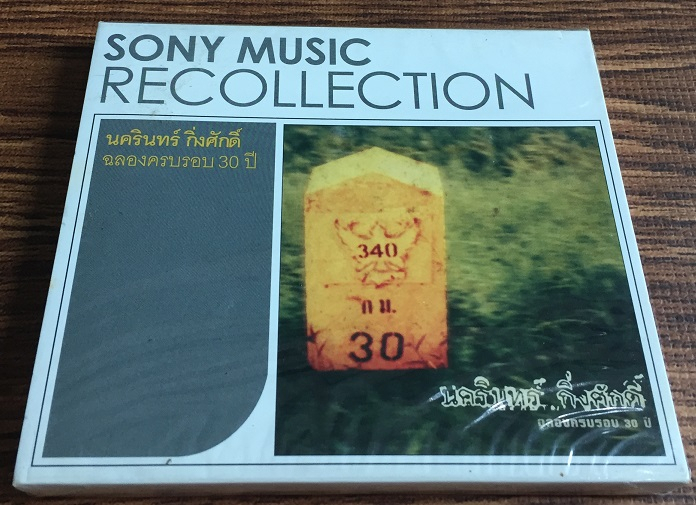 SONY MUSIC
RECOLLECTION
นครินทร์ กิ่งศักดิ์
ฉลองครบรอบ 30 ปี
340
ก ม.
30
นครินทร์ กิ่งศักดิ์
ฉลองครบรอบ 30 ปี